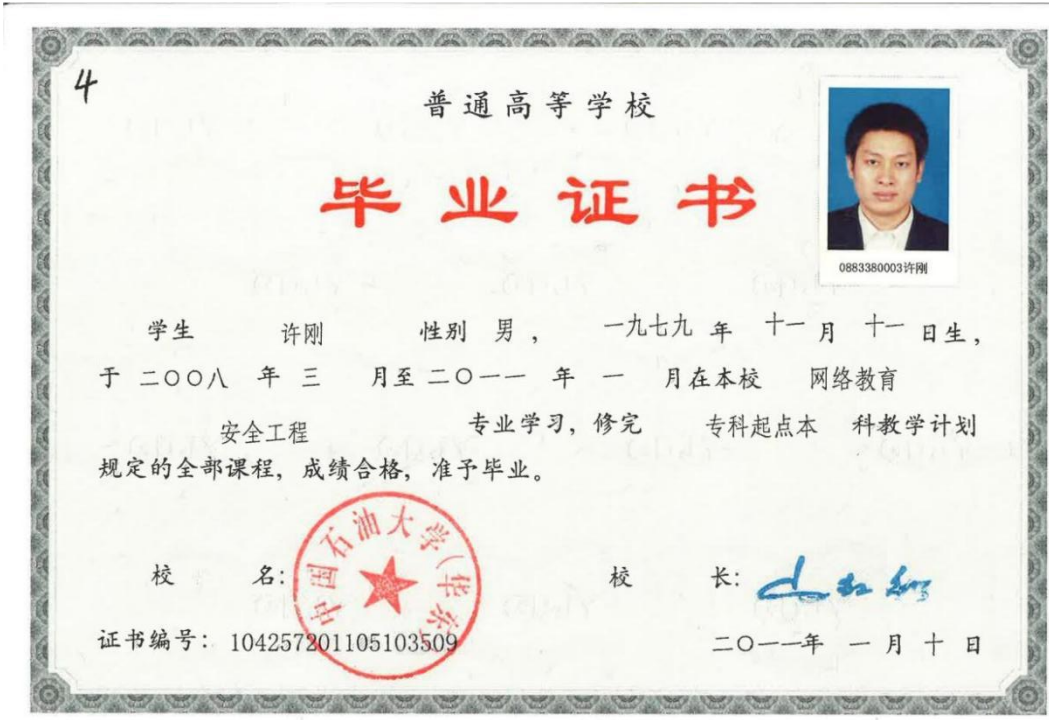 4
普通高等学校
毕业证书
0883380003许刚
学生 许刚 性别 男， 一九七九 年 十一 月 十一 日生，
于 二〇〇八 年 三 月至 二〇一一 年 一 月在本校 网络教育
安全工程 专业学习，修完 专科起点本 科教学计划
规定的全部课程，成绩合格，准予毕业。
中国石油大学(华东)
校 名： 校 长：
证书编号：104257201105103509 二〇一一年 一 月 十 日